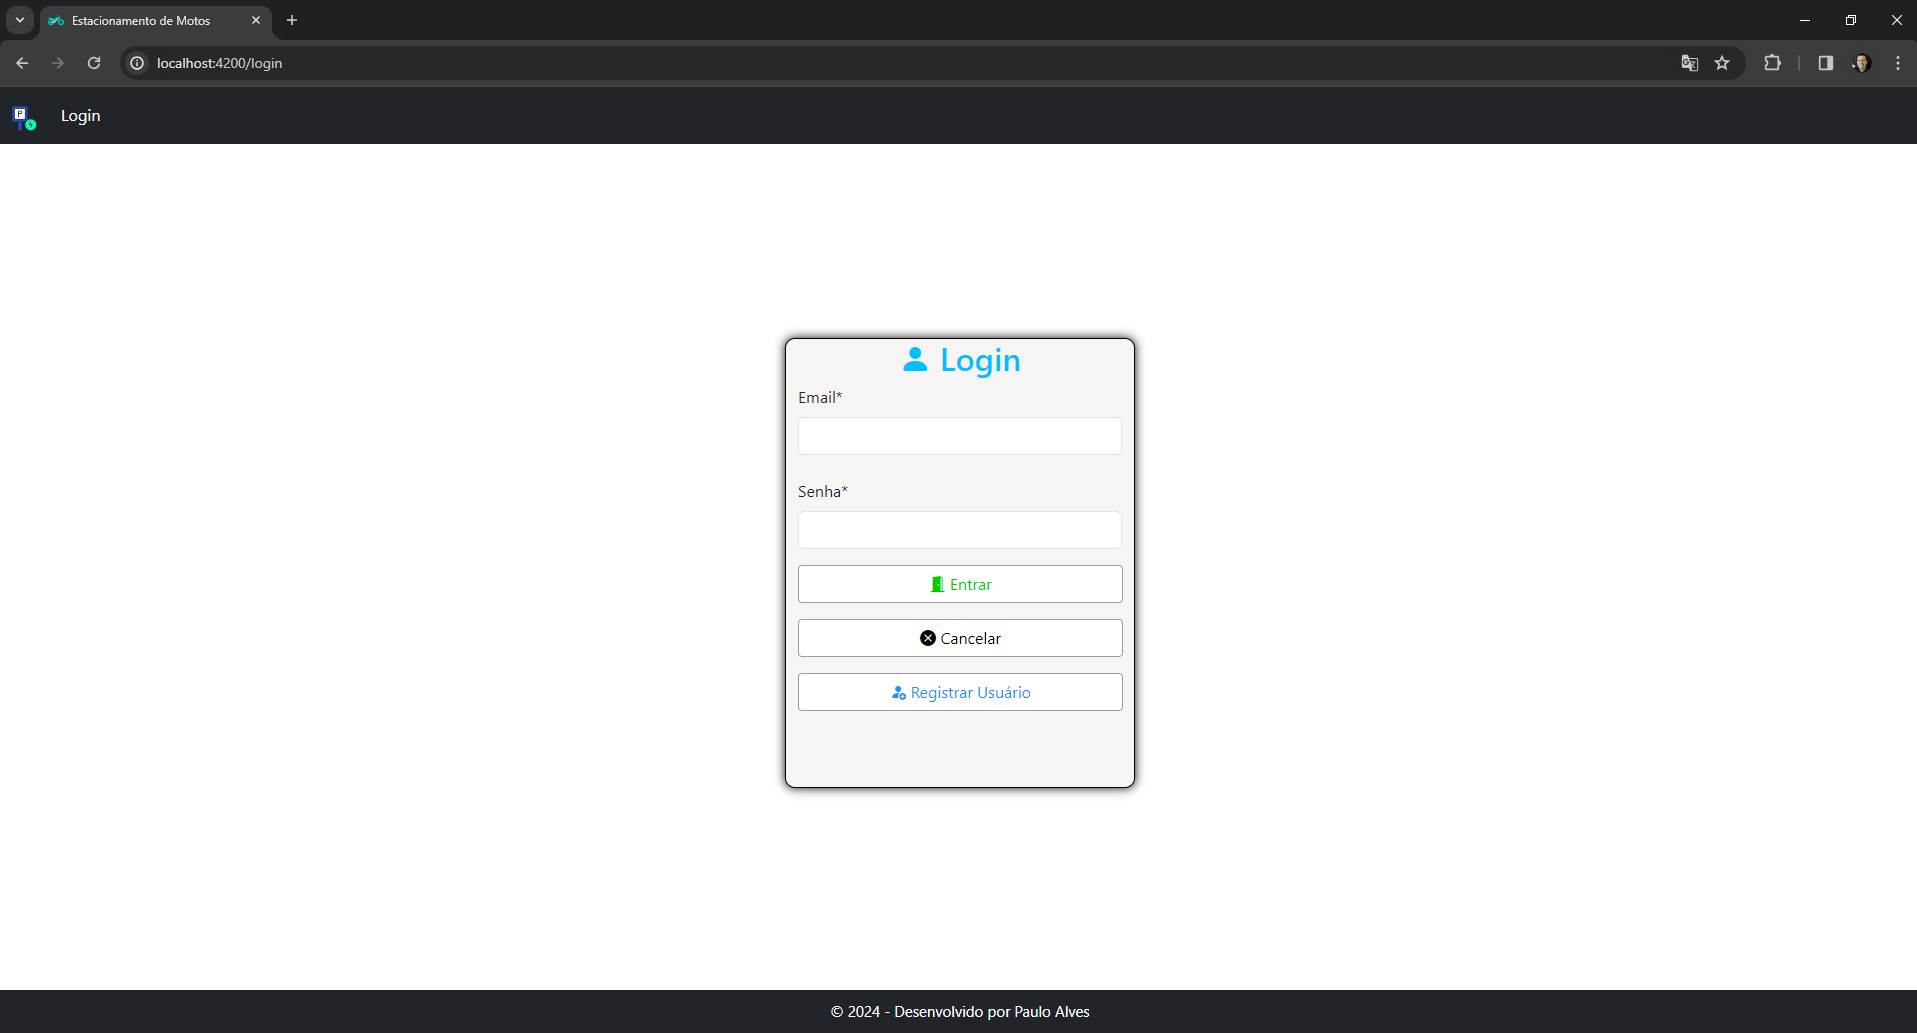 Estacionamento de Motos
localhost:4200/login
P
Login
Login
Email*
Senha*
Entrar
Cancelar
Registrar Usuário
© 2024 - Desenvolvido por Paulo Alves